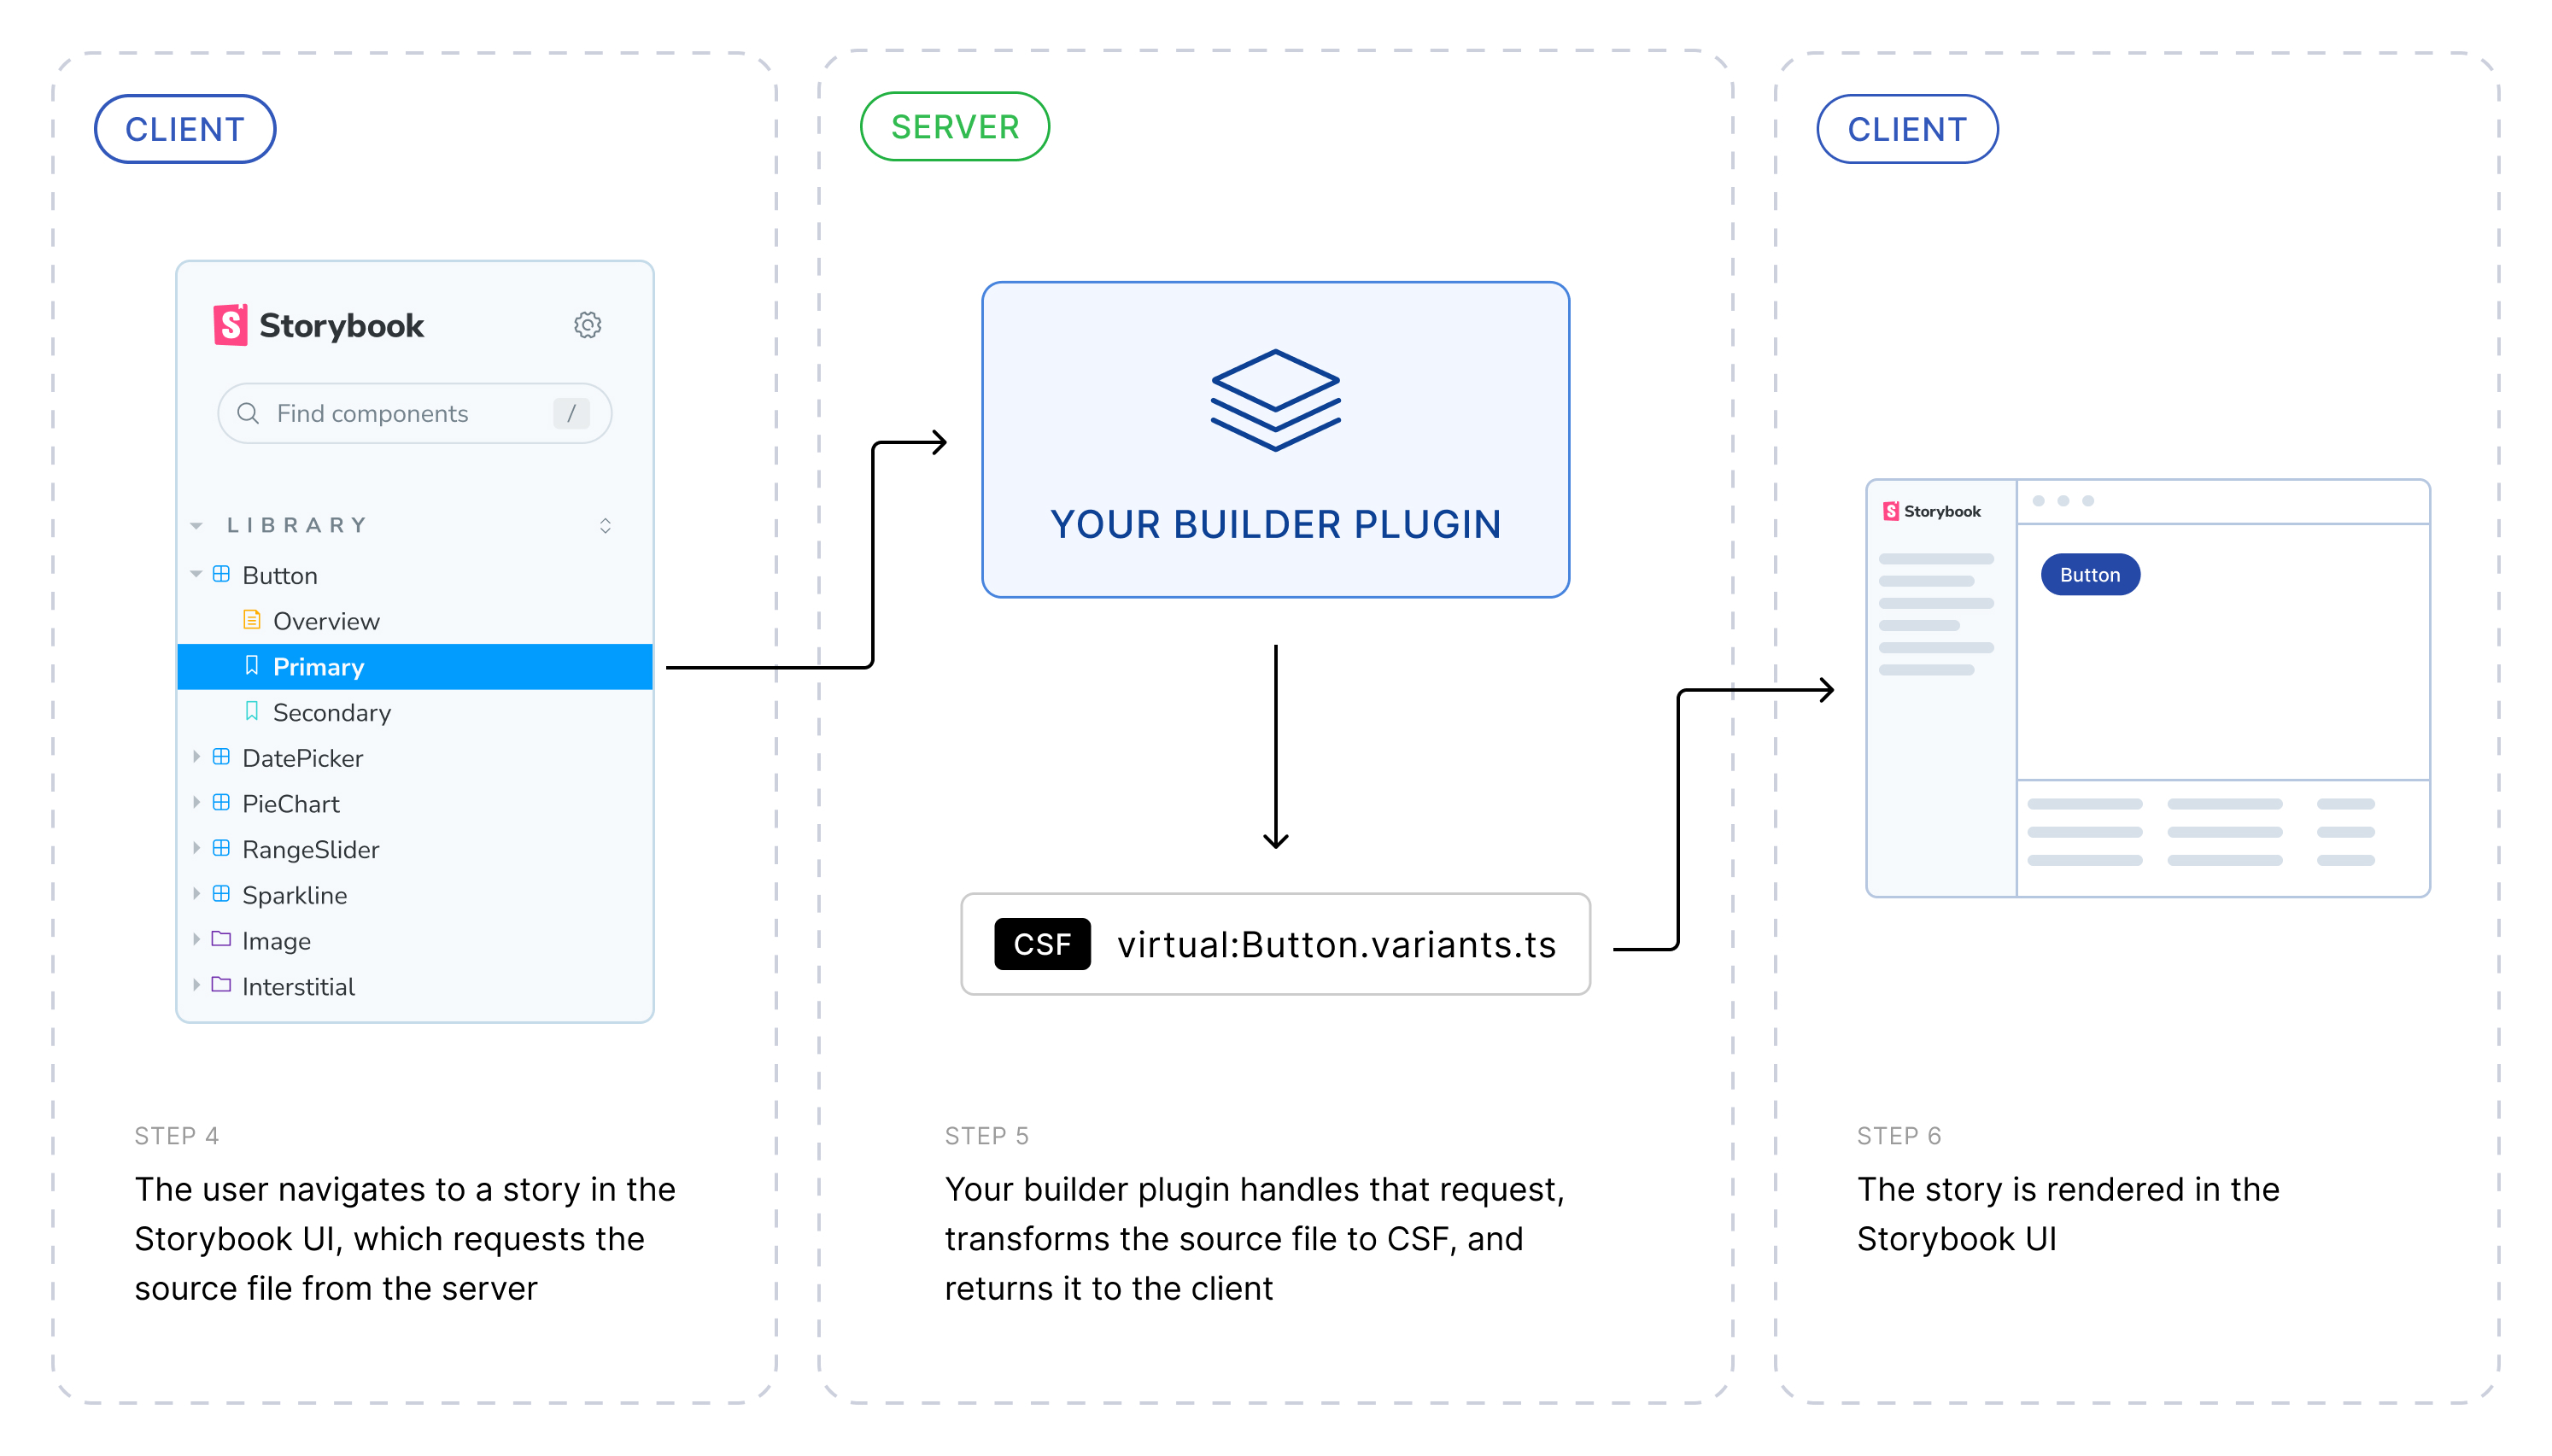 CLIENT
Storybook
Find components /
LIBRARY
Button
Overview
Primary
Secondary
DatePicker
PieChart
RangeSlider
Sparkline
Image
Interstitial
STEP 4
The user navigates to a story in the
Storybook UI, which requests the
source file from the server
SERVER
YOUR BUILDER PLUGIN
CSF virtual:Button.variants.ts
STEP 5
Your builder plugin handles that request,
transforms the source file to CSF, and
returns it to the client
CLIENT
Storybook
Button
STEP 6
The story is rendered in the
Storybook UI